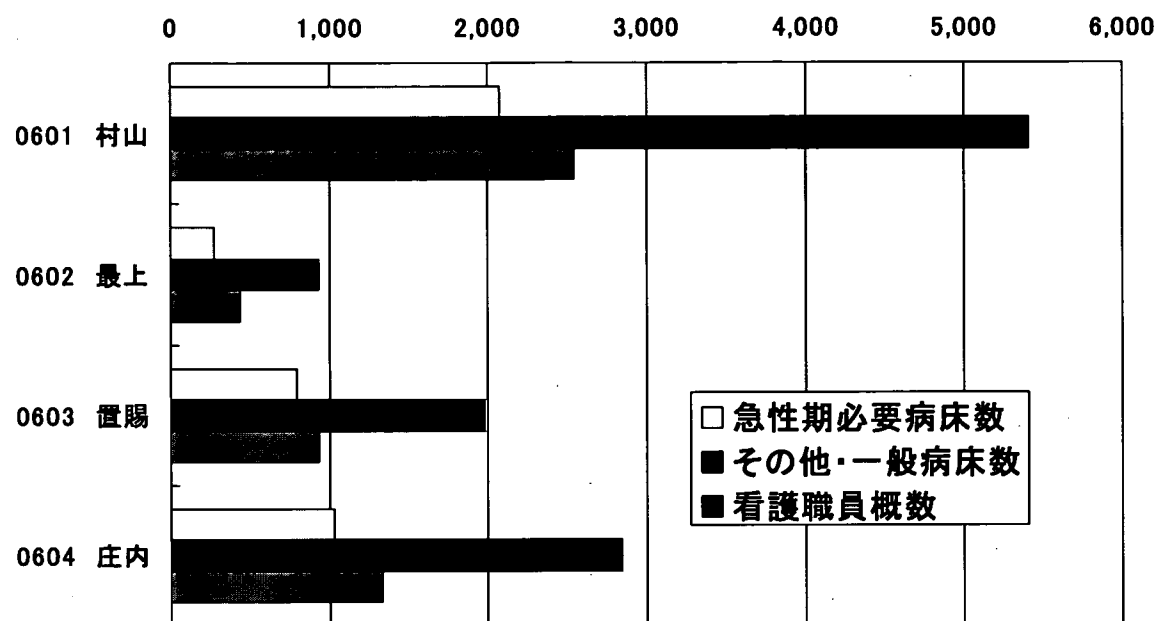 0 1,000 2,000 3,000 4,000 5,000 6,000
0601 村山
0602 最上
0603 置賜
0604 庄内
急性期必要病床数
その他・一般病床数
看護職員概数